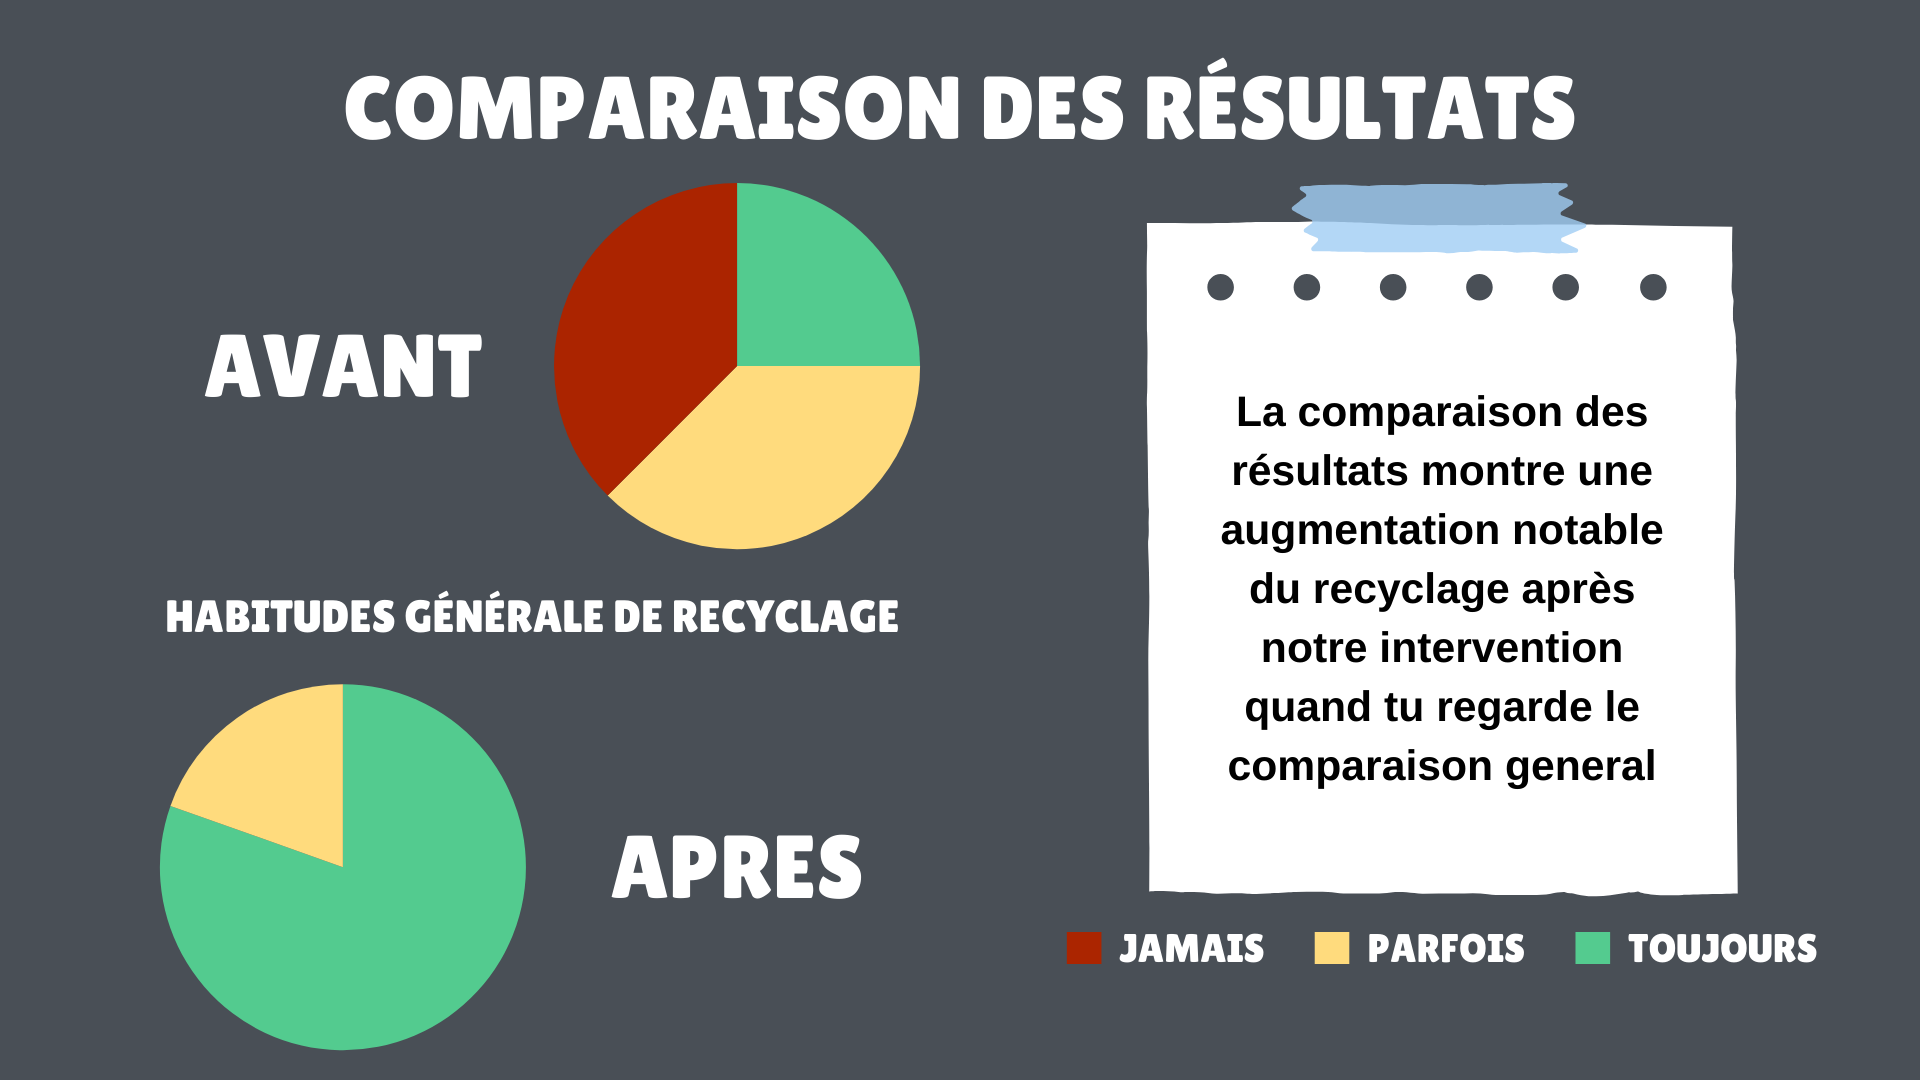 COMPARAISON DES RÉSULTATS
AVANT
HABITUDES GÉNÉRALE DE RECYCLAGE
APRES
La comparaison des
résultats montre une
augmentation notable
du recyclage après
notre intervention
quand tu regarde le
comparaison general
JAMAIS PARFOIS TOUJOURS